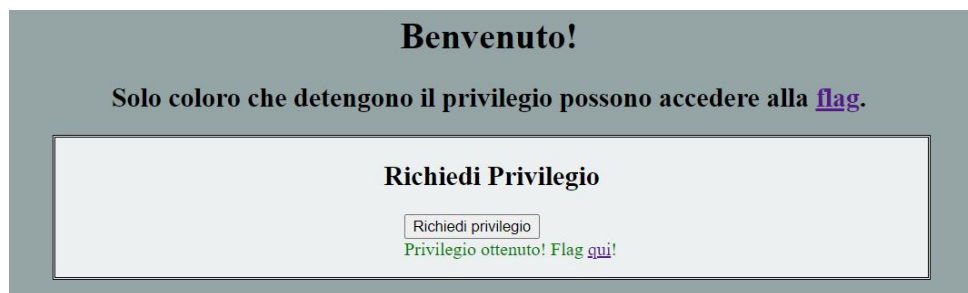 Benvenuto!
Solo coloro che detengono il privilegio possono accedere alla flag.
Richiedi Privilegio
Richiedi privilegio
Privilegio ottenuto! Flag qui!